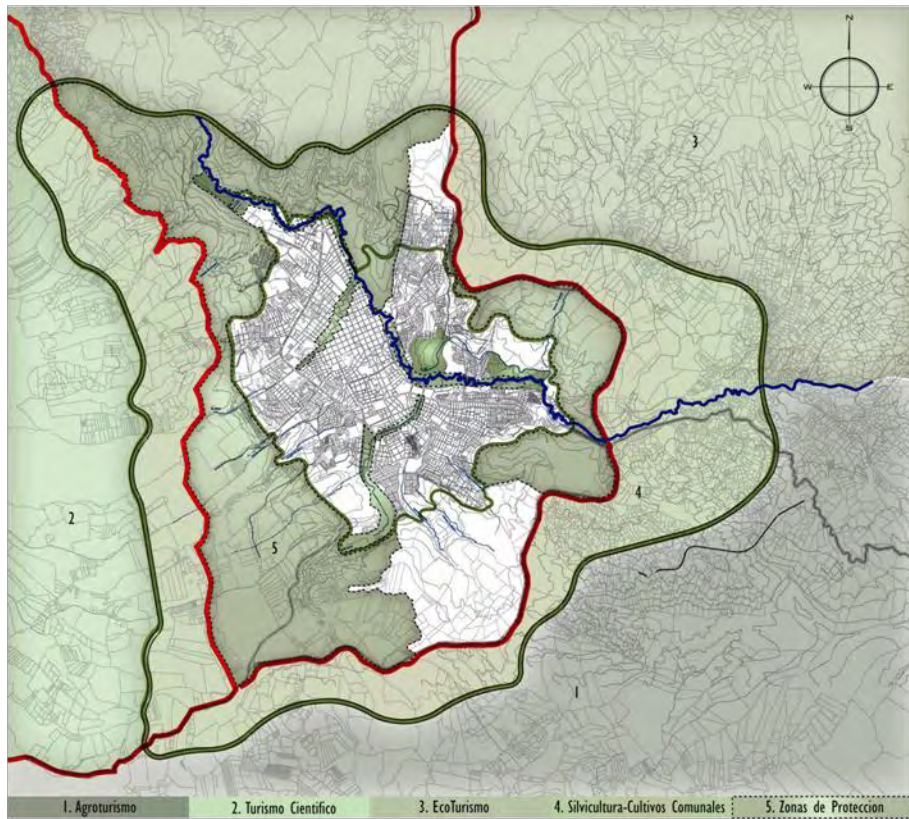 N
W E
S
3
2
4
5
1
1. Agroturismo 2. Turismo Científico 3. EcoTurismo 4. Silvicultura-Cultivos Comunales 5. Zonas de Proteccion